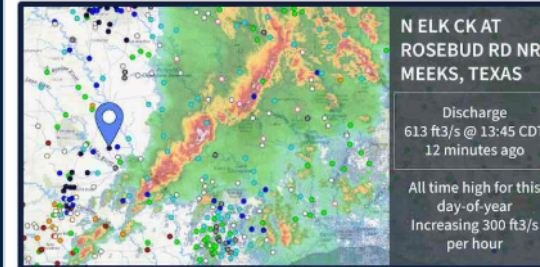 N ELK CK AT
ROSEBUD RD NR
MEEKS, TEXAS
Discharge
613 ft3/s @ 13:45 CDT
12 minutes ago
All time high for this
day-of-year
Increasing 300 ft3/s
per hour